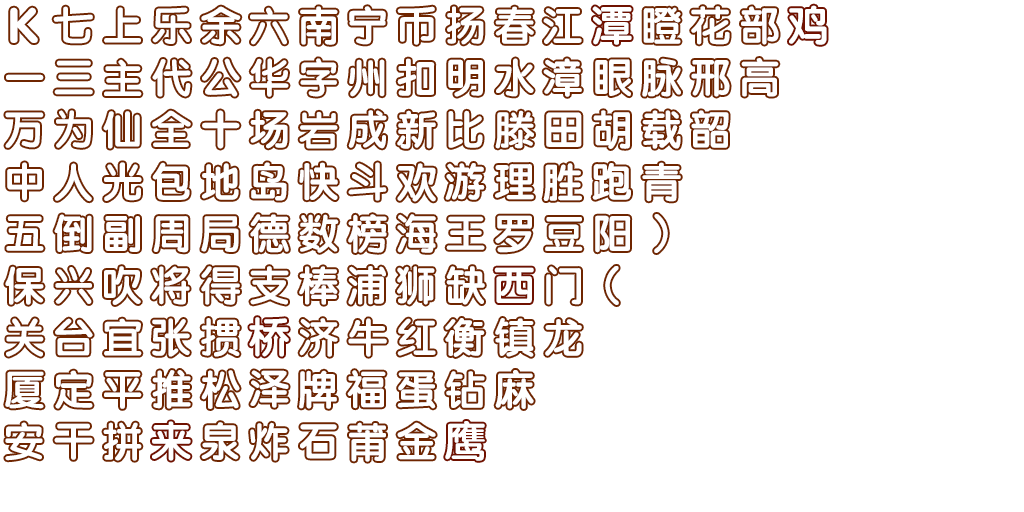 K七上乐余六南宁币扬春江潭瞪花部鸡
一三主代公华字州扣明水漳眼脉邢高
万为仙全十场岩成新比滕田胡载韶
中人光包地岛快斗欢游理胜跑青
五倒副周局德数榜海王罗豆阳）
保兴吹将得支棒浦狮缺西门（
关台宜张掼桥济牛红衡镇龙
厦定平推松泽牌福蛋钻麻
安干拼来泉炸石莆金鹰